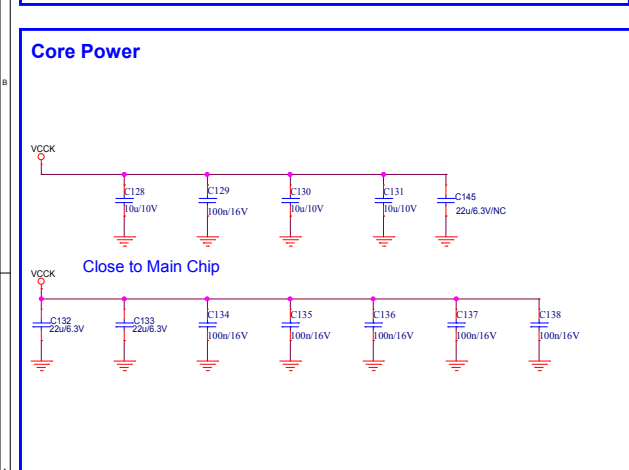 Core Power
B
VCCK
C128
10u/10V
C129
100n/16V
C130
10u/10V
C131
10u/10V
C145
22u/6.3V/NC
Close to Main Chip
VCCK
C132
22u/6.3V
C133
22u/6.3V
C134
100n/16V
C135
100n/16V
C136
100n/16V
C137
100n/16V
C138
100n/16V